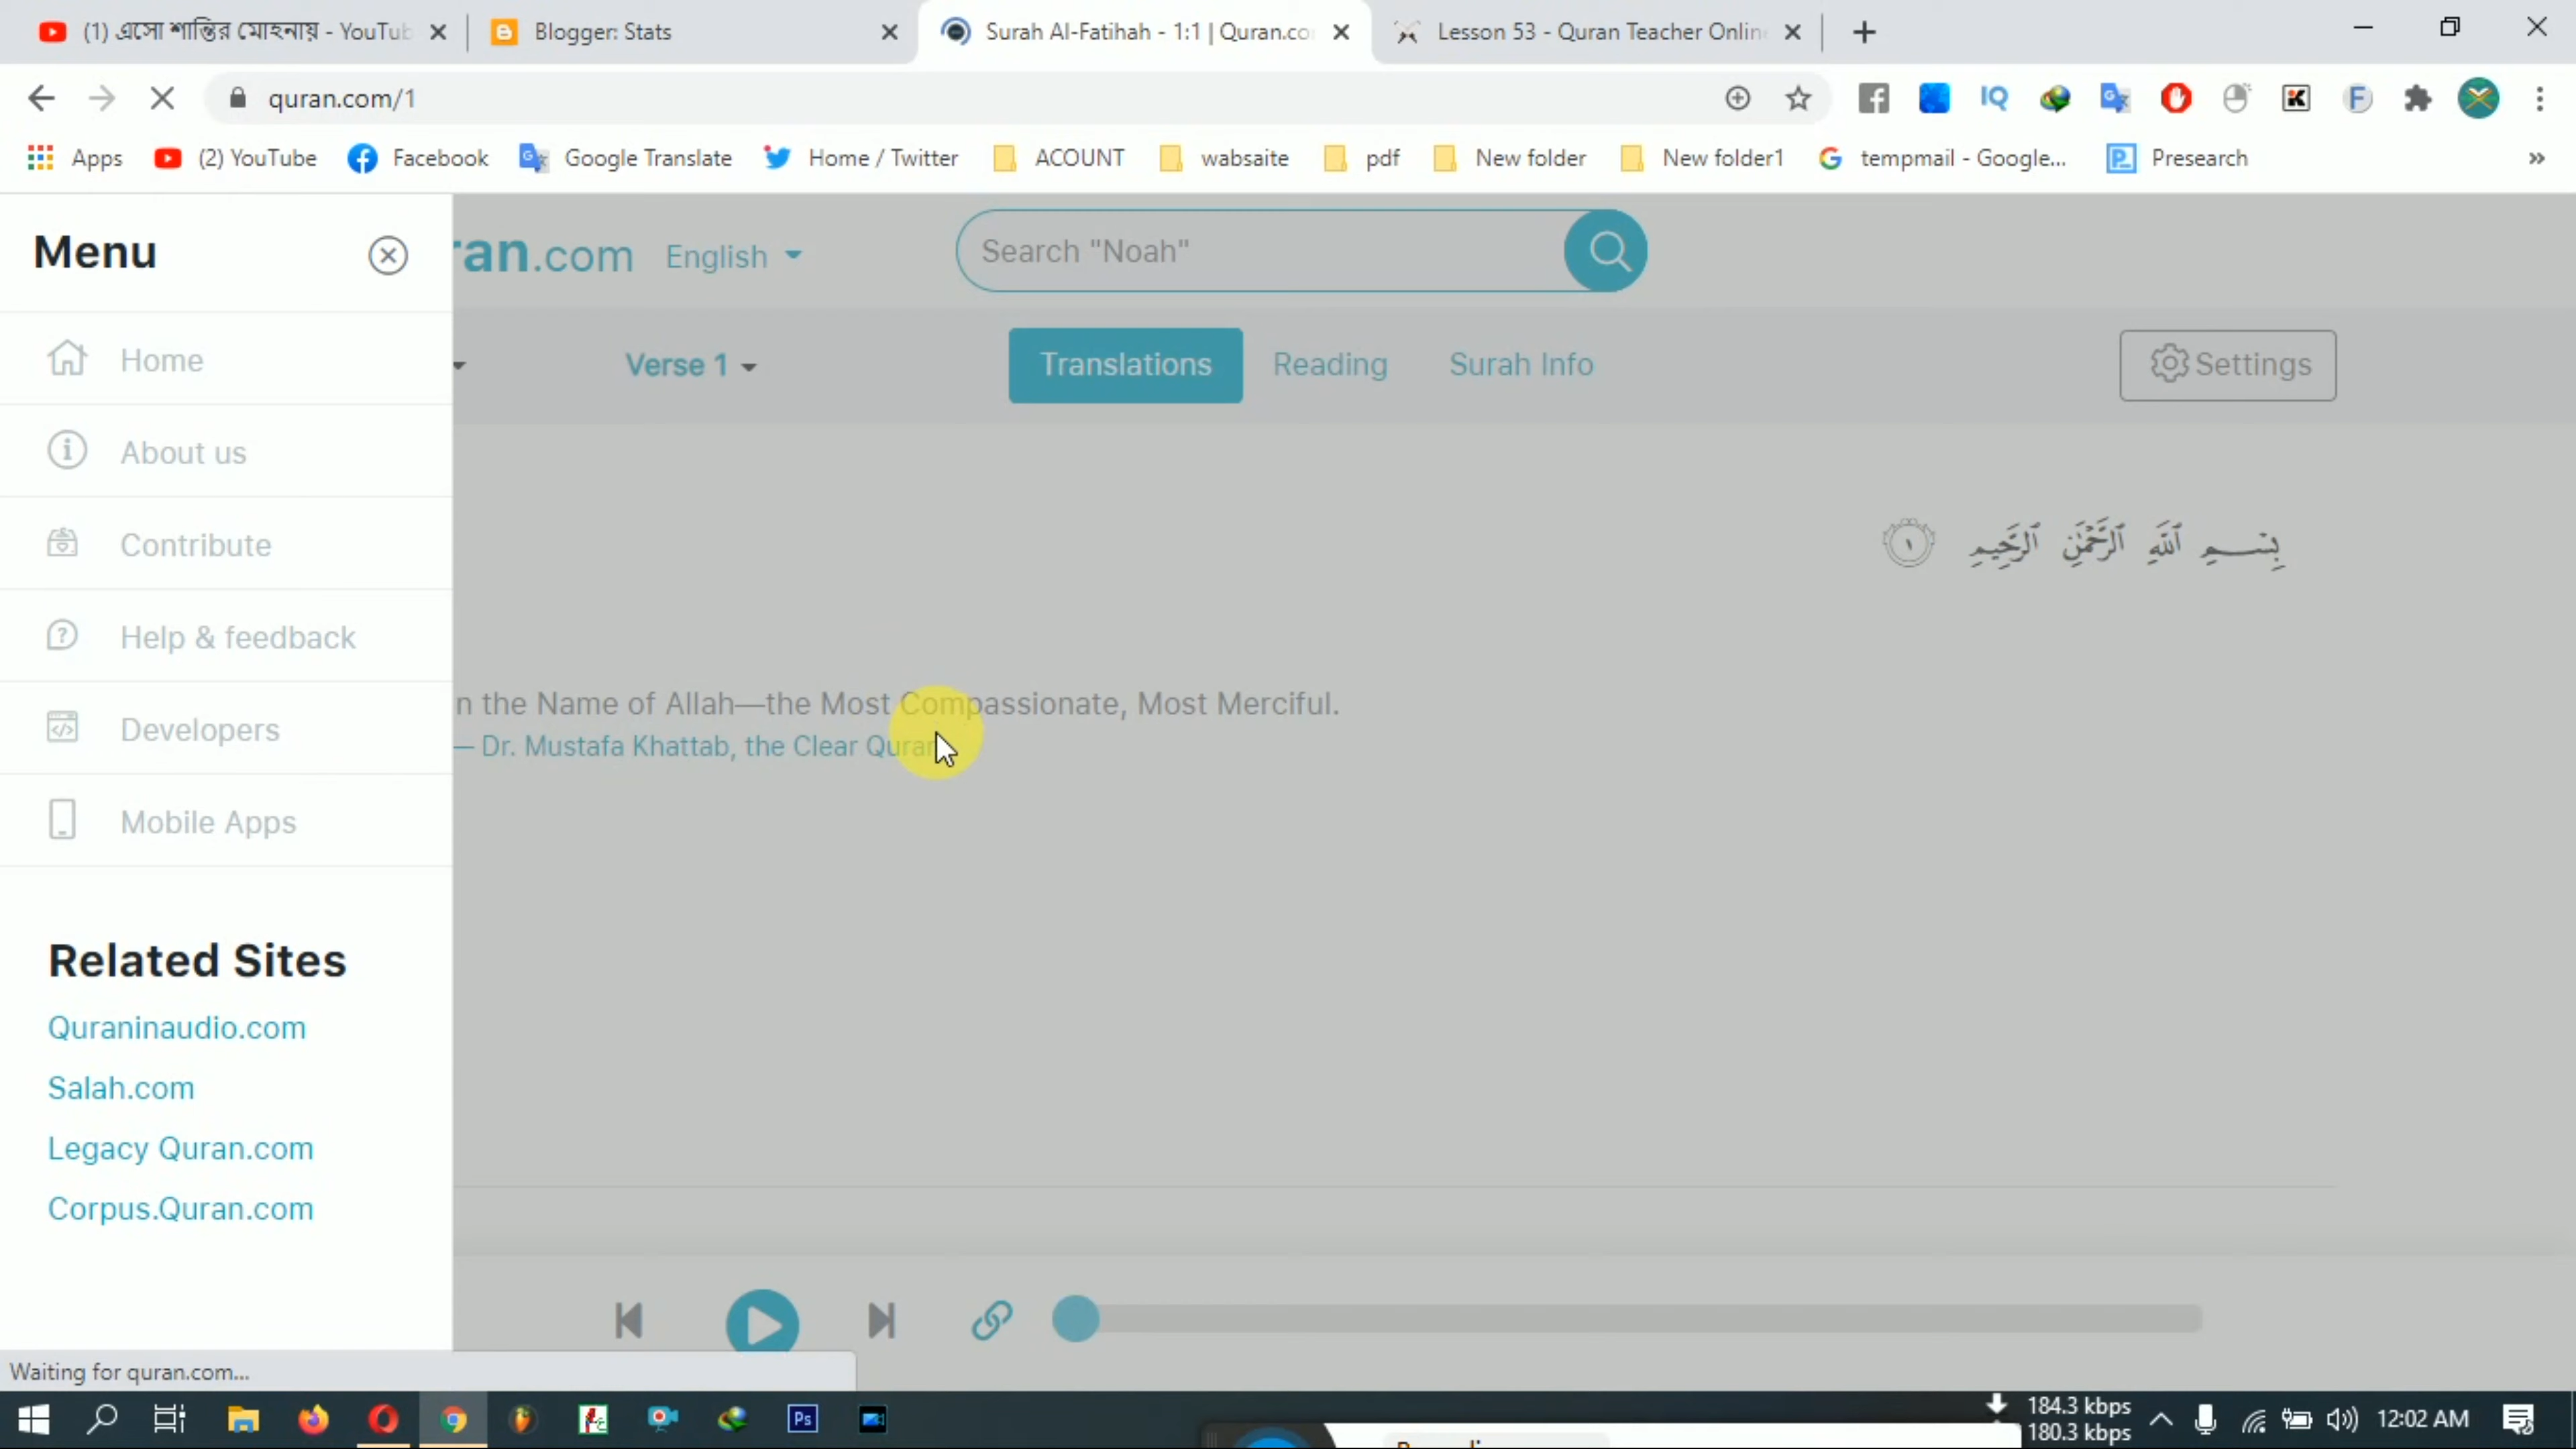 (1) এসো শান্তির মোহনায় - YouTub
Blogger: Stats
Surah Al-Fatihah - 1:1 | Quran.co
Lesson 53 - Quran Teacher Onlin
quran.com/1
IQ
Apps
(2) YouTube
Facebook
Google Translate
Home / Twitter
ACOUNT
wabsaite
pdf
New folder
New folder1
tempmail - Google...
Presearch
Menu
ran.com
English
Search "Noah"
Home
Verse 1
Translations
Reading
Surah Info
Settings
About us
Contribute
بِسْمِ ٱللَّهِ ٱلرَّحْمَٰنِ ٱلرَّحِيمِ ١
Help & feedback
n the Name of Allah—the Most Compassionate, Most Merciful.
— Dr. Mustafa Khattab, the Clear Quran
Developers
Mobile Apps
Related Sites
Quraninaudio.com
Salah.com
Legacy Quran.com
Corpus.Quran.com
Waiting for quran.com...
Ps
184.3 kbps
180.3 kbps
12:02 AM